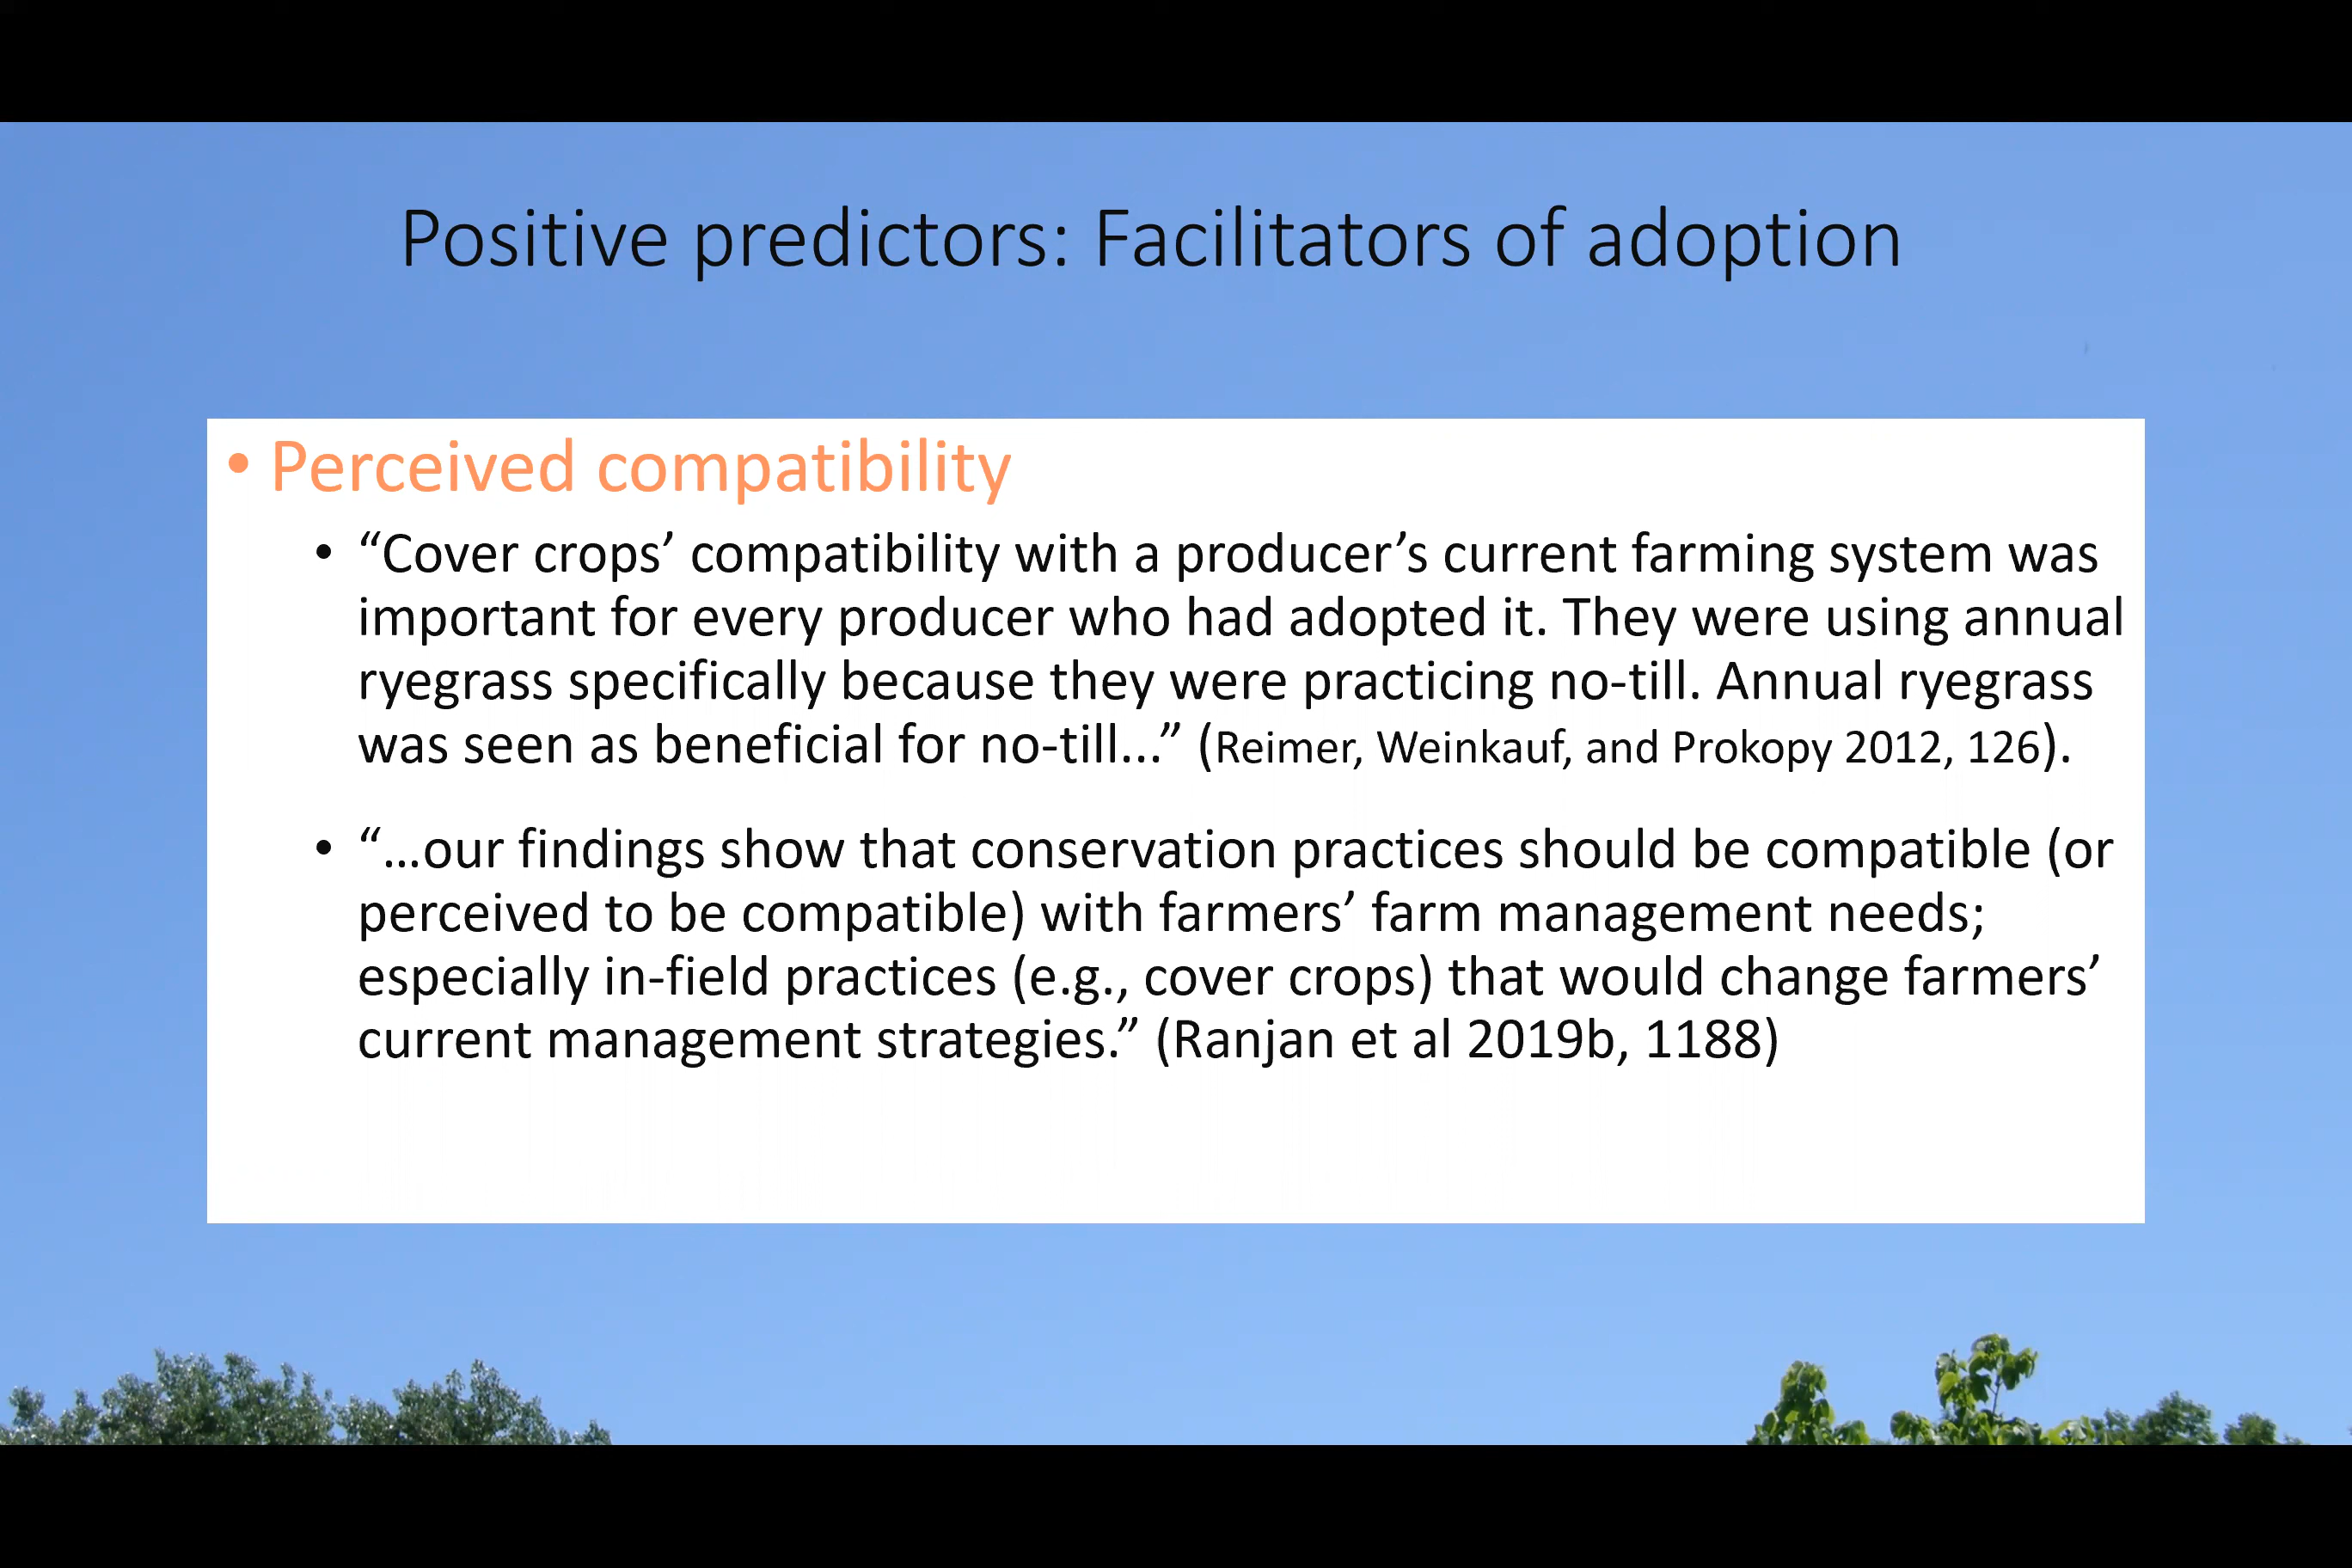 Positive predictors: Facilitators of adoption
• Perceived compatibility
• “Cover crops’ compatibility with a producer’s current farming system was
important for every producer who had adopted it. They were using annual
ryegrass specifically because they were practicing no-till. Annual ryegrass
was seen as beneficial for no-till...” (Reimer, Weinkauf, and Prokopy 2012, 126).
• “...our findings show that conservation practices should be compatible (or
perceived to be compatible) with farmers’ farm management needs;
especially in-field practices (e.g., cover crops) that would change farmers’
current management strategies.” (Ranjan et al 2019b, 1188)